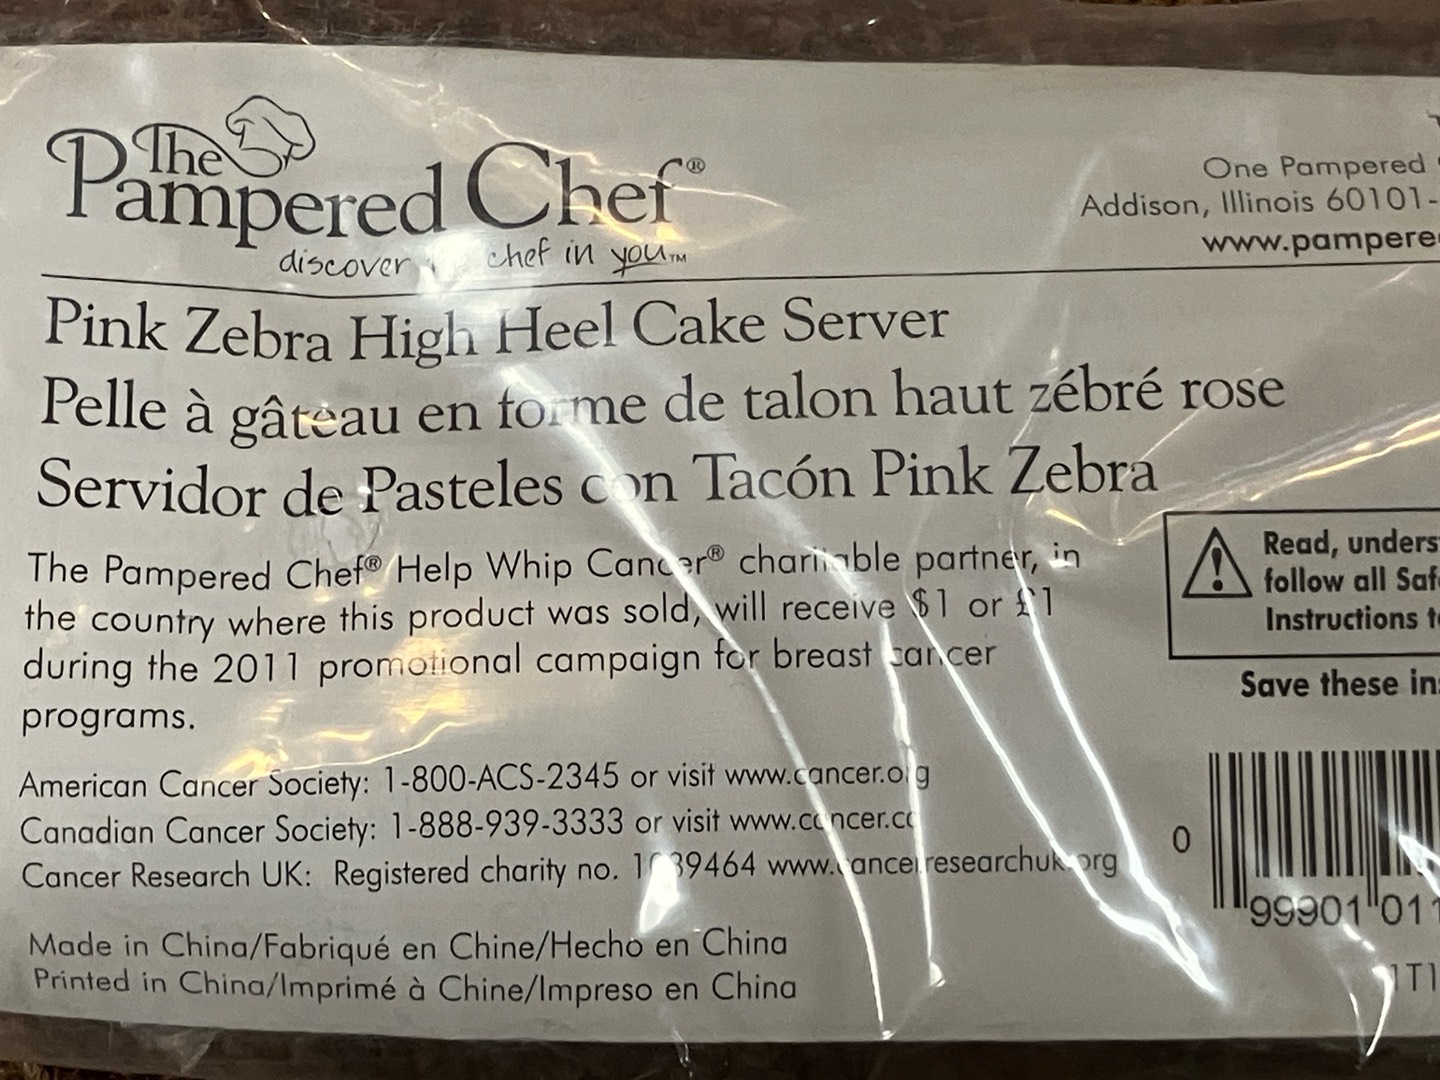 The
Pampered Chef®
discover chef in you™
One Pampered
Addison, Illinois 60101-
www.pampere
Pink Zebra High Heel Cake Server
Pelle à gâteau en forme de talon haut zébré rose
Servidor de Pasteles con Tacón Pink Zebra
The Pampered Chef® Help Whip Cancer® charitable partner, in
the country where this product was sold, will receive $1 or £1
during the 2011 promotional campaign for breast cancer
programs.
Read, unders
follow all Saf
Instructions t
Save these in
American Cancer Society: 1-800-ACS-2345 or visit www.cancer.org
Canadian Cancer Society: 1-888-939-3333 or visit www.cancer.c
Cancer Research UK: Registered charity no. 1089464 www.cancerresearchuk.org
0 99901 011
Made in China/Fabriqué en Chine/Hecho en China
Printed in China/Imprimé à Chine/Impreso en China